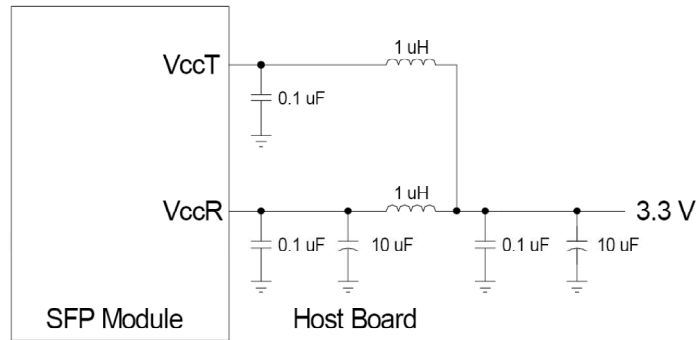 VccT
1 uH
0.1 uF
1 uH
VccR
3.3 V
0.1 uF
10 uF
0.1 uF
10 uF
SFP Module
Host Board